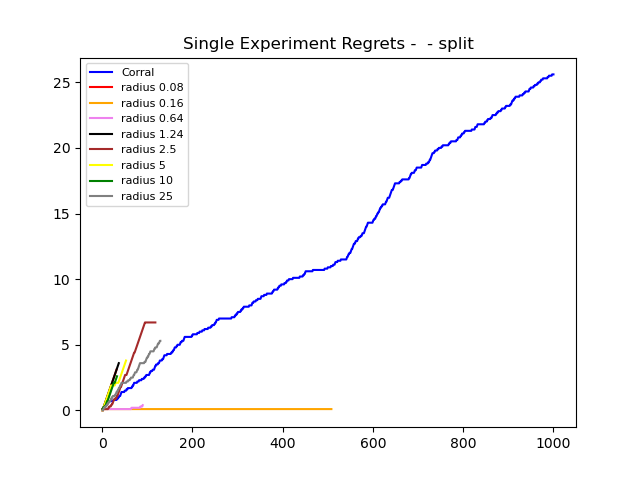 Single Experiment Regrets -  - split
25
20
15
10
5
0
Corral
radius 0.08
radius 0.16
radius 0.64
radius 1.24
radius 2.5
radius 5
radius 10
radius 25
0 200 400 600 800 1000